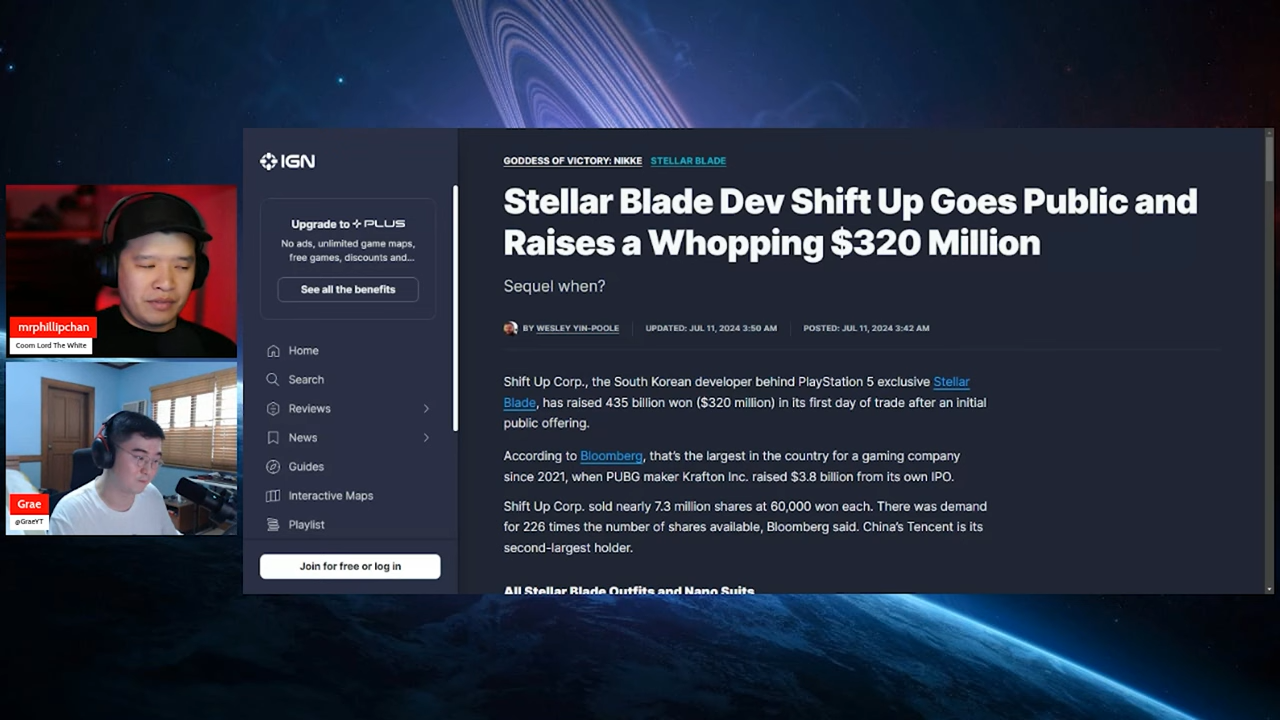 IGN
Upgrade to PLUS
No ads, unlimited game maps,
free games, discounts and...
See all the benefits
Home
Search
Reviews
News
Guides
Interactive Maps
Playlist
Join for free or log in
GODDESS OF VICTORY: NIKKE STELLAR BLADE
Stellar Blade Dev Shift Up Goes Public and
Raises a Whopping $320 Million
Sequel when?
BY WESLEY YIN-POOLE UPDATED: JUL 11, 2024 3:50 AM POSTED: JUL 11, 2024 3:42 AM
Shift Up Corp., the South Korean developer behind PlayStation 5 exclusive Stellar
Blade, has raised 435 billion won ($320 million) in its first day of trade after an initial
public offering.
According to Bloomberg, that's the largest in the country for a gaming company
since 2021, when PUBG maker Krafton Inc. raised $3.8 billion from its own IPO.
Shift Up Corp. sold nearly 7.3 million shares at 60,000 won each. There was demand
for 226 times the number of shares available, Bloomberg said. China's Tencent is its
second-largest holder.
All Stellar Blade Outfits and Nano Suits
mrphillipchan
Coom Lord The White
Grae
@GraeYT